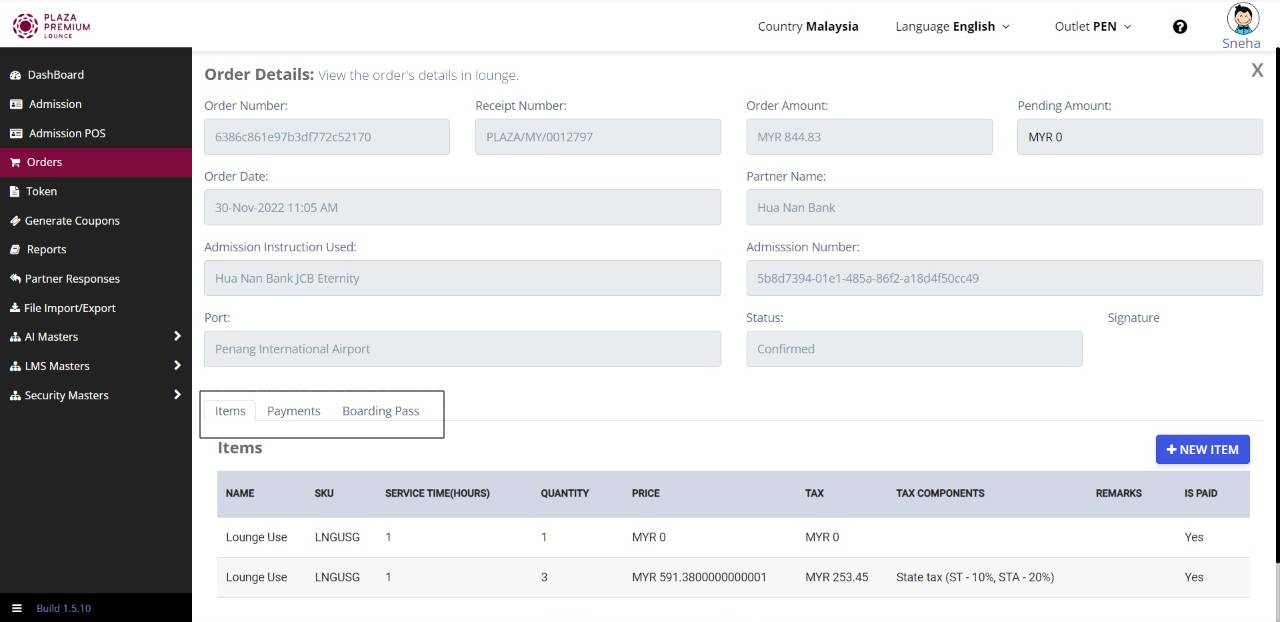 PLAZA
PREMIUM
LOUNGE
Country Malaysia
Language English
Outlet PEN
?
Sneha
DashBoard
Admission
Admission POS
Orders
Token
Generate Coupons
Reports
Partner Responses
File Import/Export
AI Masters
LMS Masters
Security Masters
Build 1.5.10
Order Details: View the order's details in lounge.
X
Order Number: Receipt Number: Order Amount: Pending Amount:
6386c861e97b3df772c52170 PLAZA/MY/0012797 MYR 844.83 MYR 0
Order Date: Partner Name:
30-Nov-2022 11:05 AM Hua Nan Bank
Admission Instruction Used: Admisssion Number:
Hua Nan Bank JCB Eternity 5b8d7394-01e1-485a-86f2-a18d4f50cc49
Port: Status: Signature
Penang International Airport Confirmed
Items Payments Boarding Pass
Items
+ NEW ITEM
NAME SKU SERVICE TIME(HOURS) QUANTITY PRICE TAX TAX COMPONENTS REMARKS IS PAID
Lounge Use LNGUSG 1 1 MYR 0 MYR 0 Yes
Lounge Use LNGUSG 1 3 MYR 591.3800000000001 MYR 253.45 State tax (ST - 10%, STA - 20%) Yes